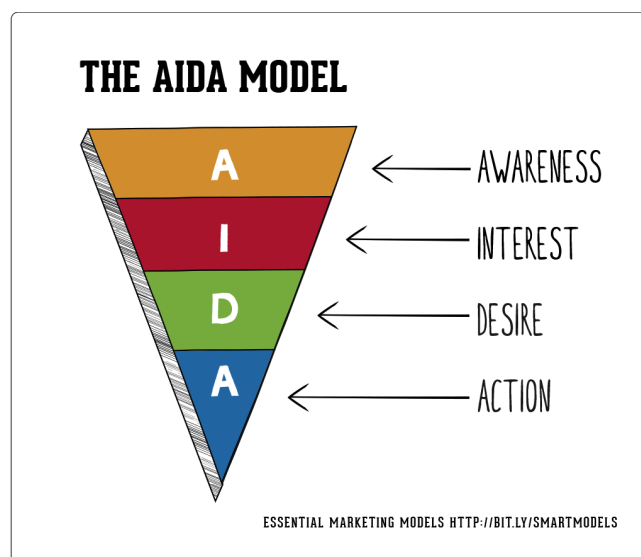 THE AIDA MODEL
A
AWARENESS
I
INTEREST
D
DESIRE
A
ACTION
ESSENTIAL MARKETING MODELS HTTP://BIT.LY/SMARTMODELS